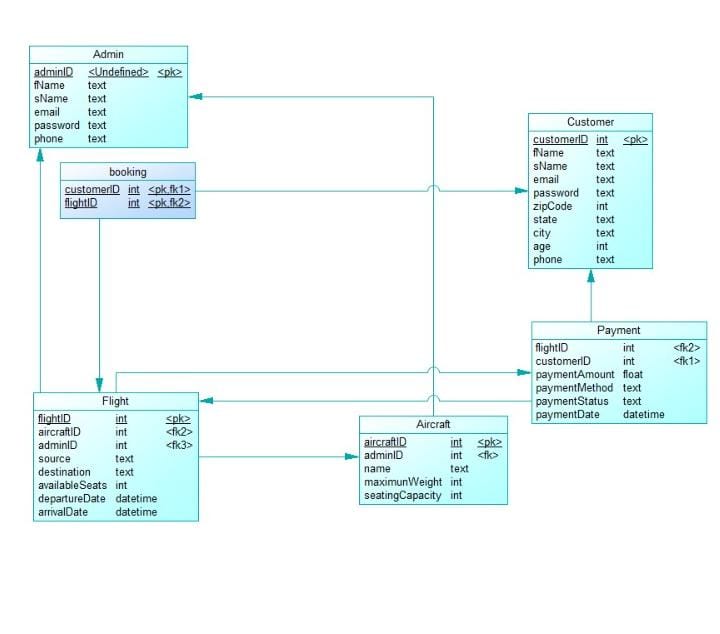 Admin
adminID <Undefined> <pk>
fName text
sName text
email text
password text
phone text
booking
customerID int <pk,fk1>
flightID int <pk,fk2>
Customer
customerID int <pk>
fName text
sName text
email text
password text
zipCode int
state text
city text
age int
phone text
Payment
flightID int <fk2>
customerID int <fk1>
paymentAmount float
paymentMethod text
paymentStatus text
paymentDate datetime
Flight
flightID int <pk>
aircraftID int <fk2>
adminID int <fk3>
source text
destination text
availableSeats int
departureDate datetime
arrivalDate datetime
Aircraft
aircraftID int <pk>
adminID int <fk>
name text
maximunWeight int
seatingCapacity int